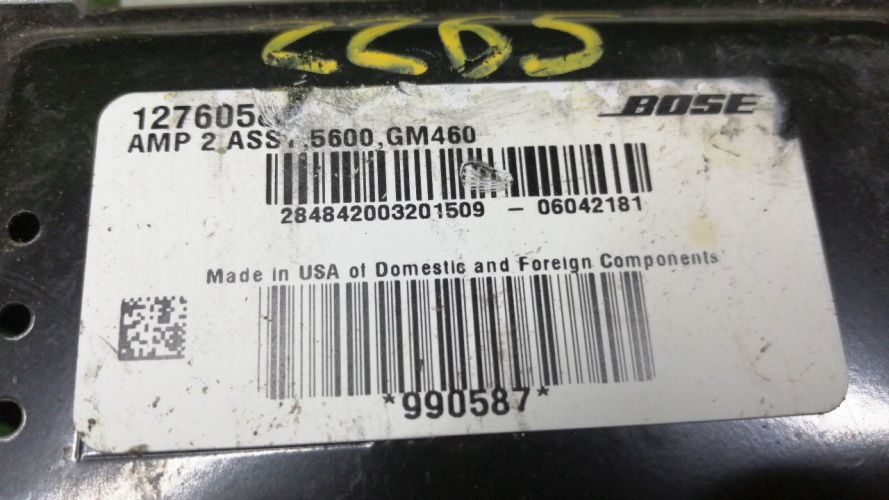 BOSE
AMP 2 ASSY,5600,GM460
284842003201509 - 06042181
Made in USA of Domestic and Foreign Components
*990587*